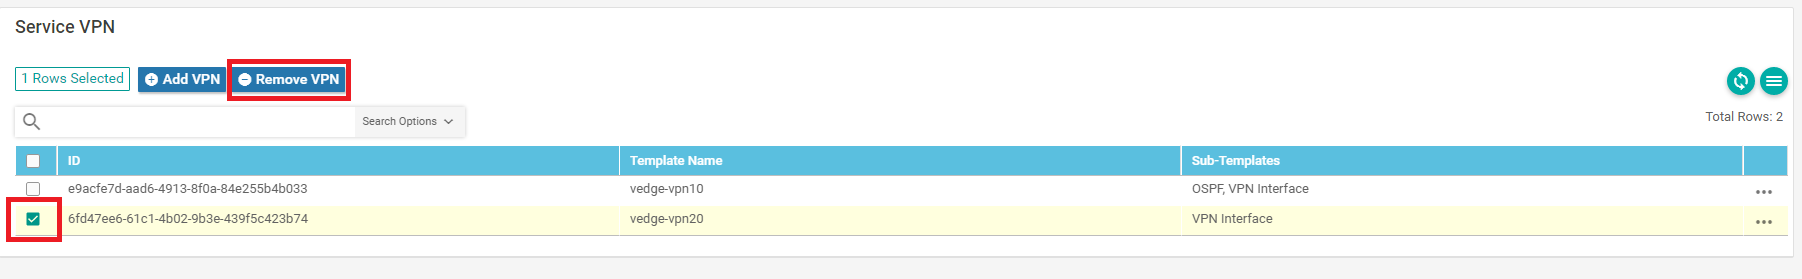 Service VPN
1 Rows Selected Add VPN Remove VPN
Search Options
Total Rows: 2
ID Template Name Sub-Templates
e9acfe7d-aad6-4913-8f0a-84e255b4b033 vedge-vpn10 OSPF, VPN Interface
6fd47ee6-61c1-4b02-9b3e-439f5c423b74 vedge-vpn20 VPN Interface